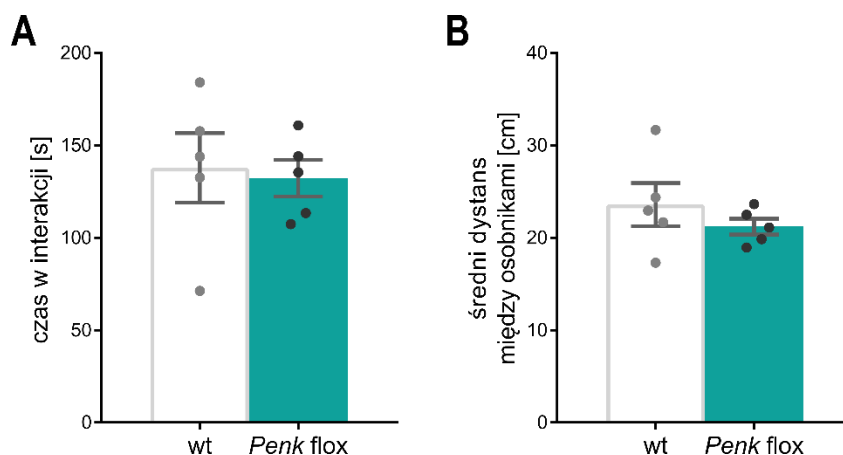 A
czas w interakcji [s]
200
150
100
50
0
wt
Penk flox
B
średni dystans
między osobnikami [cm]
40
30
20
10
0
wt
Penk flox